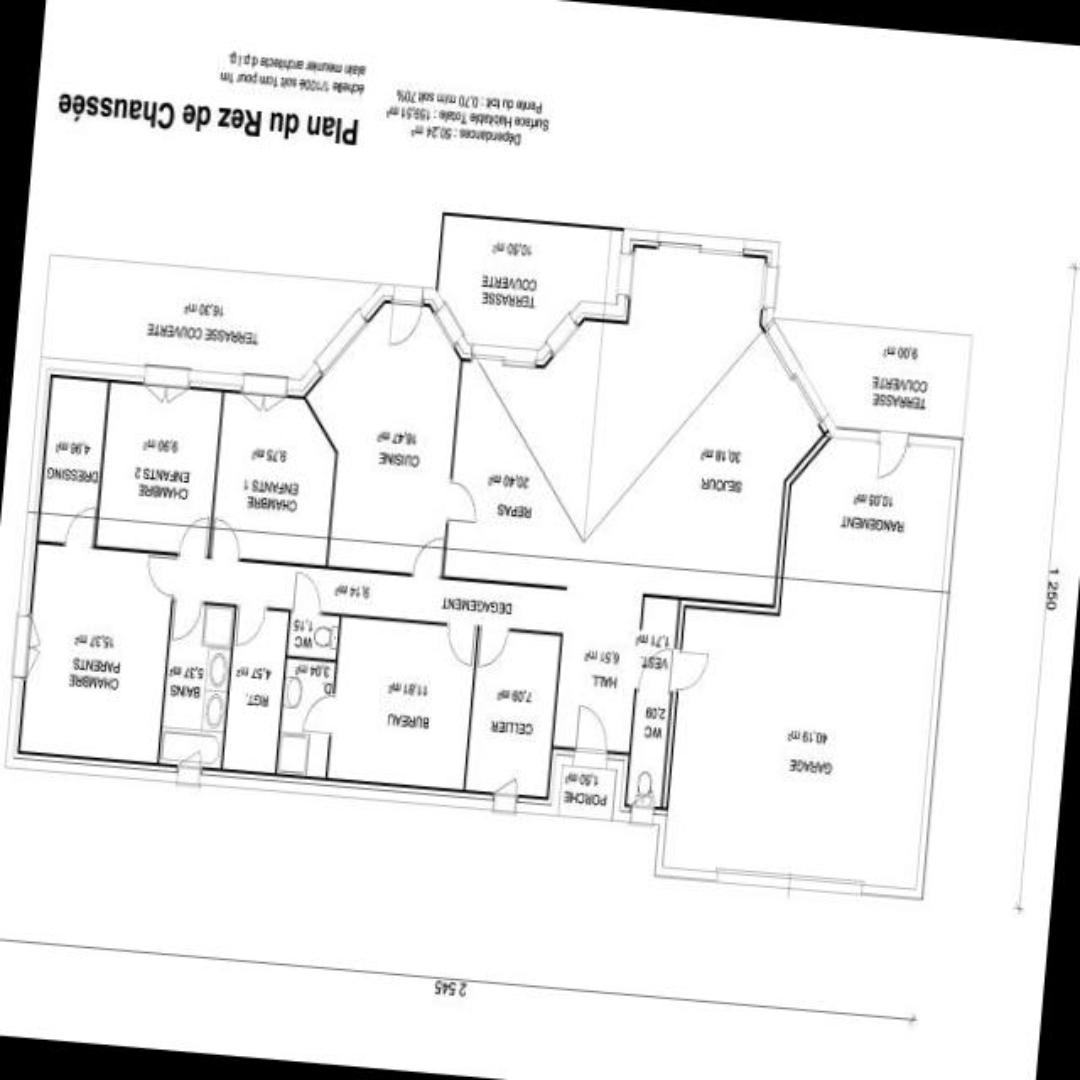 2 545
1 250
GARAGE
40,19 m²
PORCHE
1,50 m²
WC
2,09
VEST.
1,71 m²
HALL
6,51 m²
CELLIER
7,09 m²
BUREAU
11,81 m²
D.
3,04 m²
WC
1,15
RGT.
4,57 m²
BAINS
5,37 m²
CHAMBRE
PARENTS
15,37 m²
DEGAGEMENT
9,14 m²
RANGEMENT
10,05 m²
SEJOUR
30,18 m²
REPAS
20,40 m²
CUISINE
16,47 m²
CHAMBRE
ENFANTS 1
9,75 m²
CHAMBRE
ENFANTS 2
9,90 m²
DRESSING
4,96 m²
TERRASSE
COUVERTE
9,00 m²
TERRASSE
COUVERTE
10,50 m²
TERRASSE COUVERTE
16,30 m²
Dépendances : 50,24 m²
Surface Habitable Totale : 159,51 m²
Pente du toit : 0,70 m/m soit 70%
Plan du Rez de Chaussée
échelle 1/100è soit 1cm pour 1m
alain meunier architecte d.p.l.g.